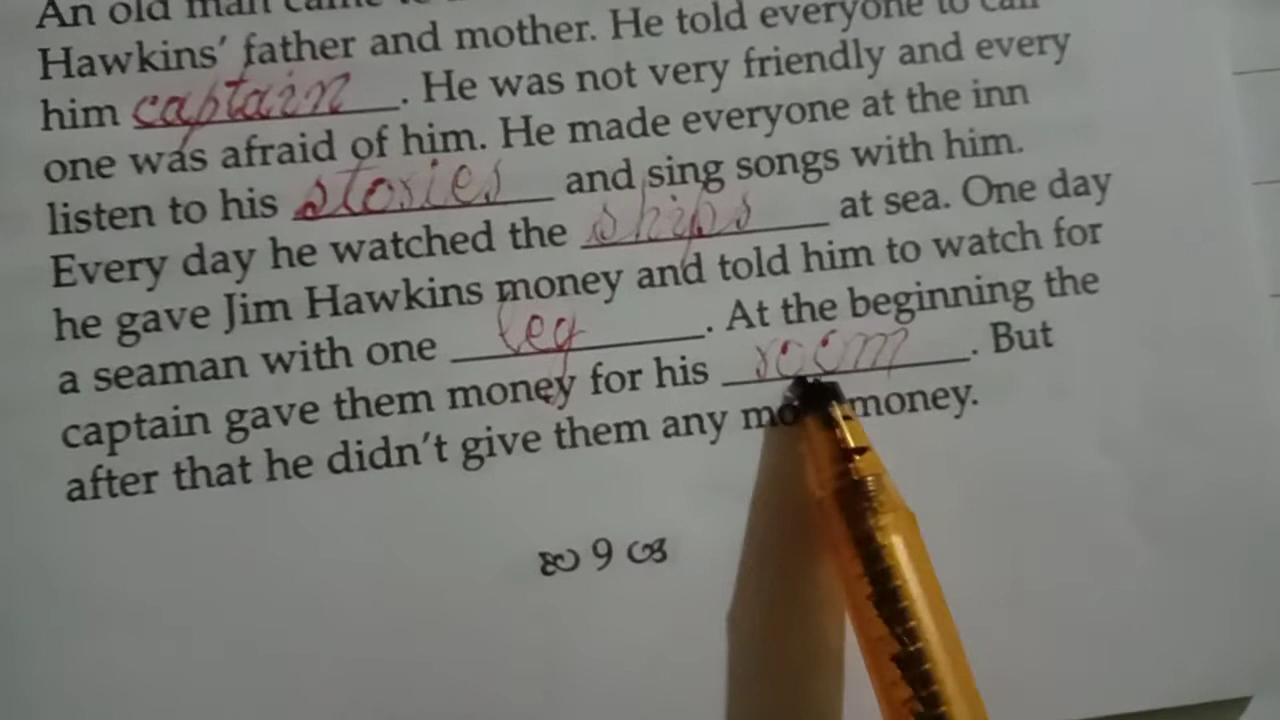 An old man came
Hawkins' father and mother. He told everyone to call
him captain. He was not very friendly and every
one was afraid of him. He made everyone at the inn
listen to his stories and sing songs with him.
Every day he watched the ships at sea. One day
he gave Jim Hawkins money and told him to watch for
a seaman with one leg. At the beginning the
captain gave them money for his room. But
after that he didn't give them any money.
9